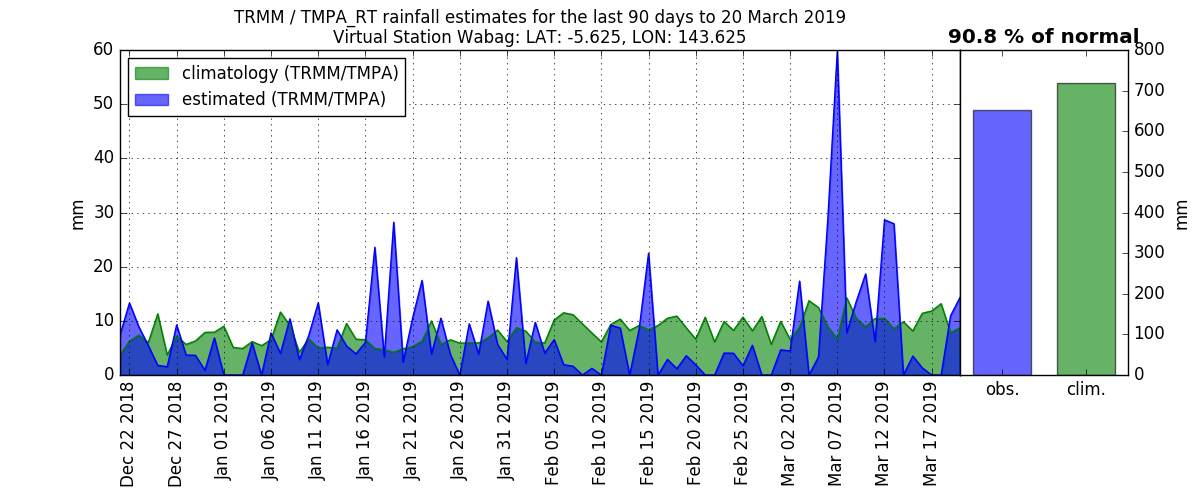 TRMM / TMPA_RT rainfall estimates for the last 90 days to 20 March 2019
Virtual Station Wabag: LAT: -5.625, LON: 143.625
90.8 % of normal
climatology (TRMM/TMPA)
estimated (TRMM/TMPA)
60
50
40
30
20
10
0
mm
800
700
600
500
400
300
200
100
0
mm
obs.
clim.
Dec 22 2018
Dec 27 2018
Jan 01 2019
Jan 06 2019
Jan 11 2019
Jan 16 2019
Jan 21 2019
Jan 26 2019
Jan 31 2019
Feb 05 2019
Feb 10 2019
Feb 15 2019
Feb 20 2019
Feb 25 2019
Mar 02 2019
Mar 07 2019
Mar 12 2019
Mar 17 2019